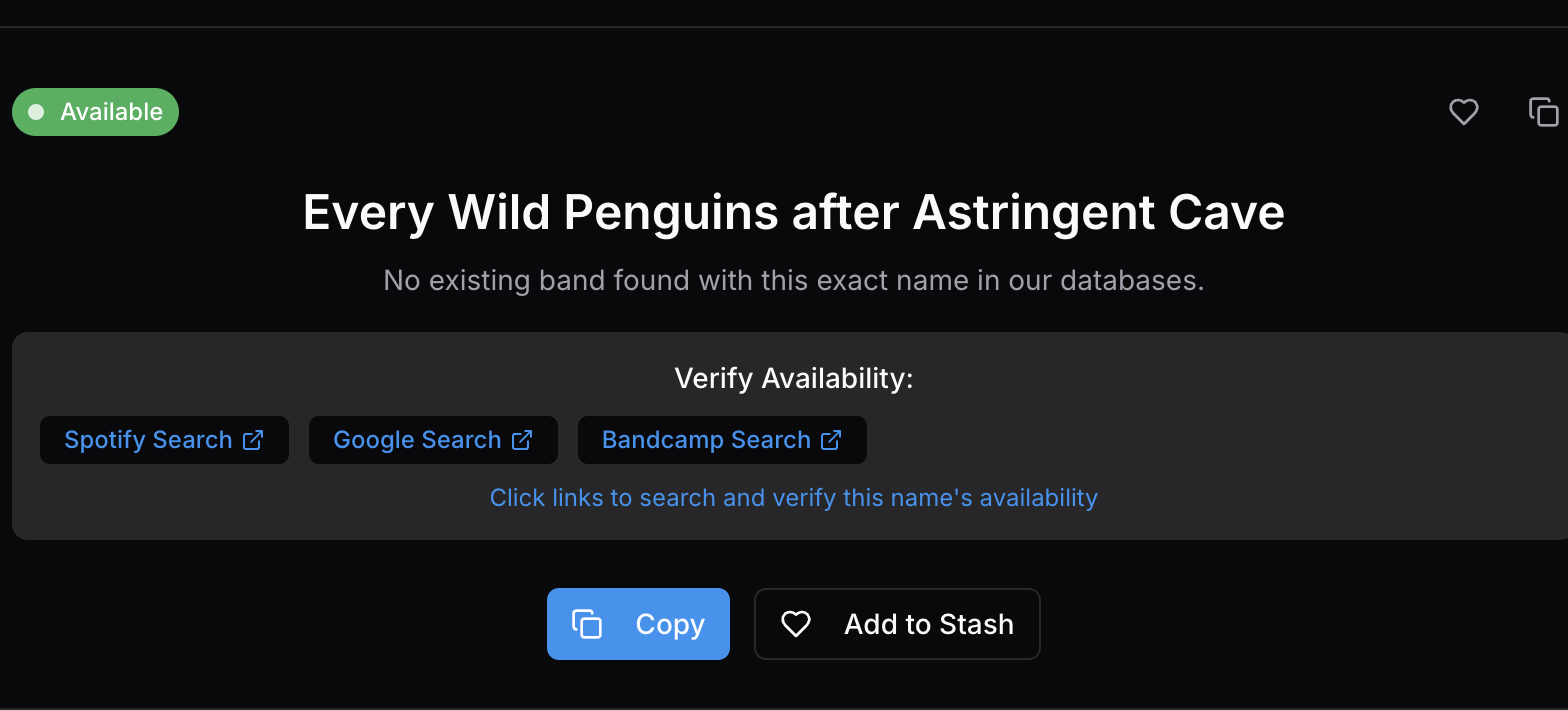 Available
Every Wild Penguins after Astringent Cave
No existing band found with this exact name in our databases.
Verify Availability:
Spotify Search
Google Search
Bandcamp Search
Click links to search and verify this name's availability
Copy
Add to Stash